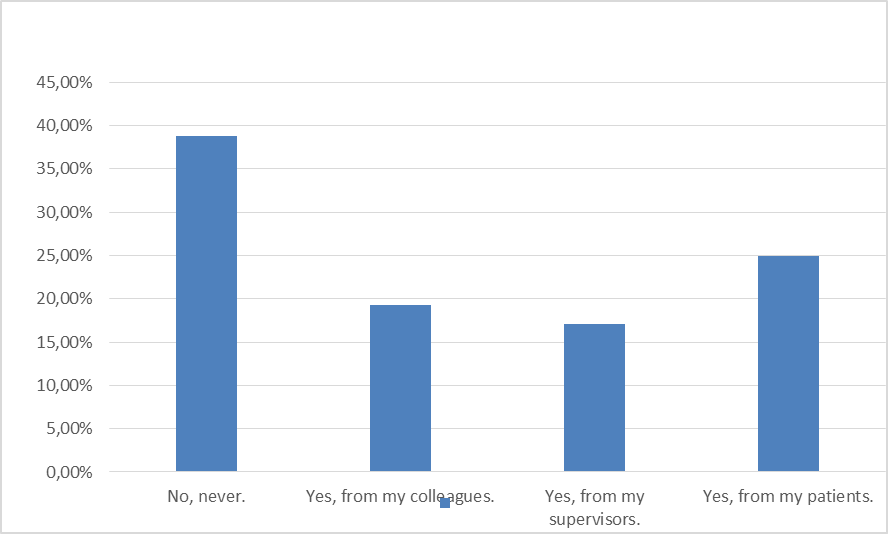 45,00%
40,00%
35,00%
30,00%
25,00%
20,00%
15,00%
10,00%
5,00%
0,00%
No, never.
Yes, from my colleagues.
Yes, from my
supervisors.
Yes, from my patients.